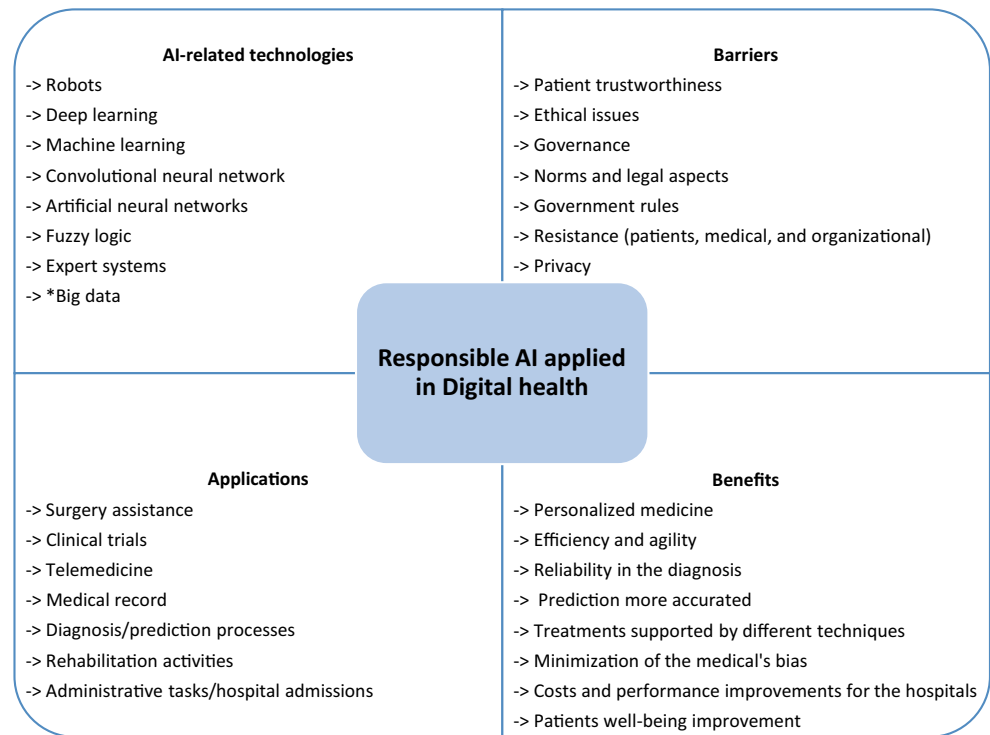 AI-related technologies
-> Robots
-> Deep learning
-> Machine learning
-> Convolutional neural network
-> Artificial neural networks
-> Fuzzy logic
-> Expert systems
-> *Big data
Barriers
-> Patient trustworthiness
-> Ethical issues
-> Governance
-> Norms and legal aspects
-> Government rules
-> Resistance (patients, medical, and organizational)
-> Privacy
Responsible AI applied
in Digital health
Applications
-> Surgery assistance
-> Clinical trials
-> Telemedicine
-> Medical record
-> Diagnosis/prediction processes
-> Rehabilitation activities
-> Administrative tasks/hospital admissions
Benefits
-> Personalized medicine
-> Efficiency and agility
-> Reliability in the diagnosis
-> Prediction more accurated
-> Treatments supported by different techniques
-> Minimization of the medical's bias
-> Costs and performance improvements for the hospitals
-> Patients well-being improvement